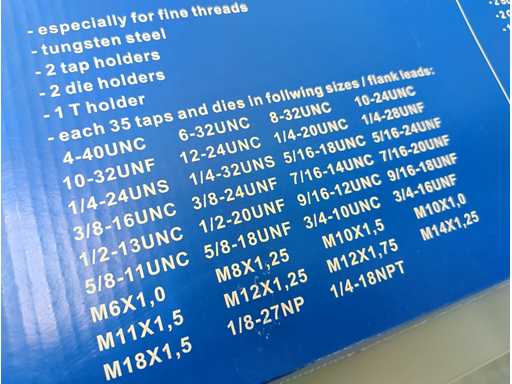 - especially for fine threads
- tungsten steel
- 2 tap holders
- 2 die holders
- 1 T holder
- each 35 taps and dies in follwing sizes / flank leads:
4-40UNC 6-32UNC 8-32UNC 10-24UNC
10-32UNF 12-24UNC 1/4-20UNC 1/4-28UNF
1/4-24UNS 1/4-32UNS 5/16-18UNC 5/16-24UNF
3/8-16UNC 3/8-24UNF 7/16-14UNC 7/16-20UNF
1/2-13UNC 1/2-20UNF 9/16-12UNC 9/16-18UNF
5/8-11UNC 5/8-18UNF 3/4-10UNC 3/4-16UNF
M6X1,0 M8X1,25 M10X1,5 M10X1,0
M11X1,5 M12X1,25 M12X1,75 M14X1,25
M18X1,5 1/8-27NP 1/4-18NPT